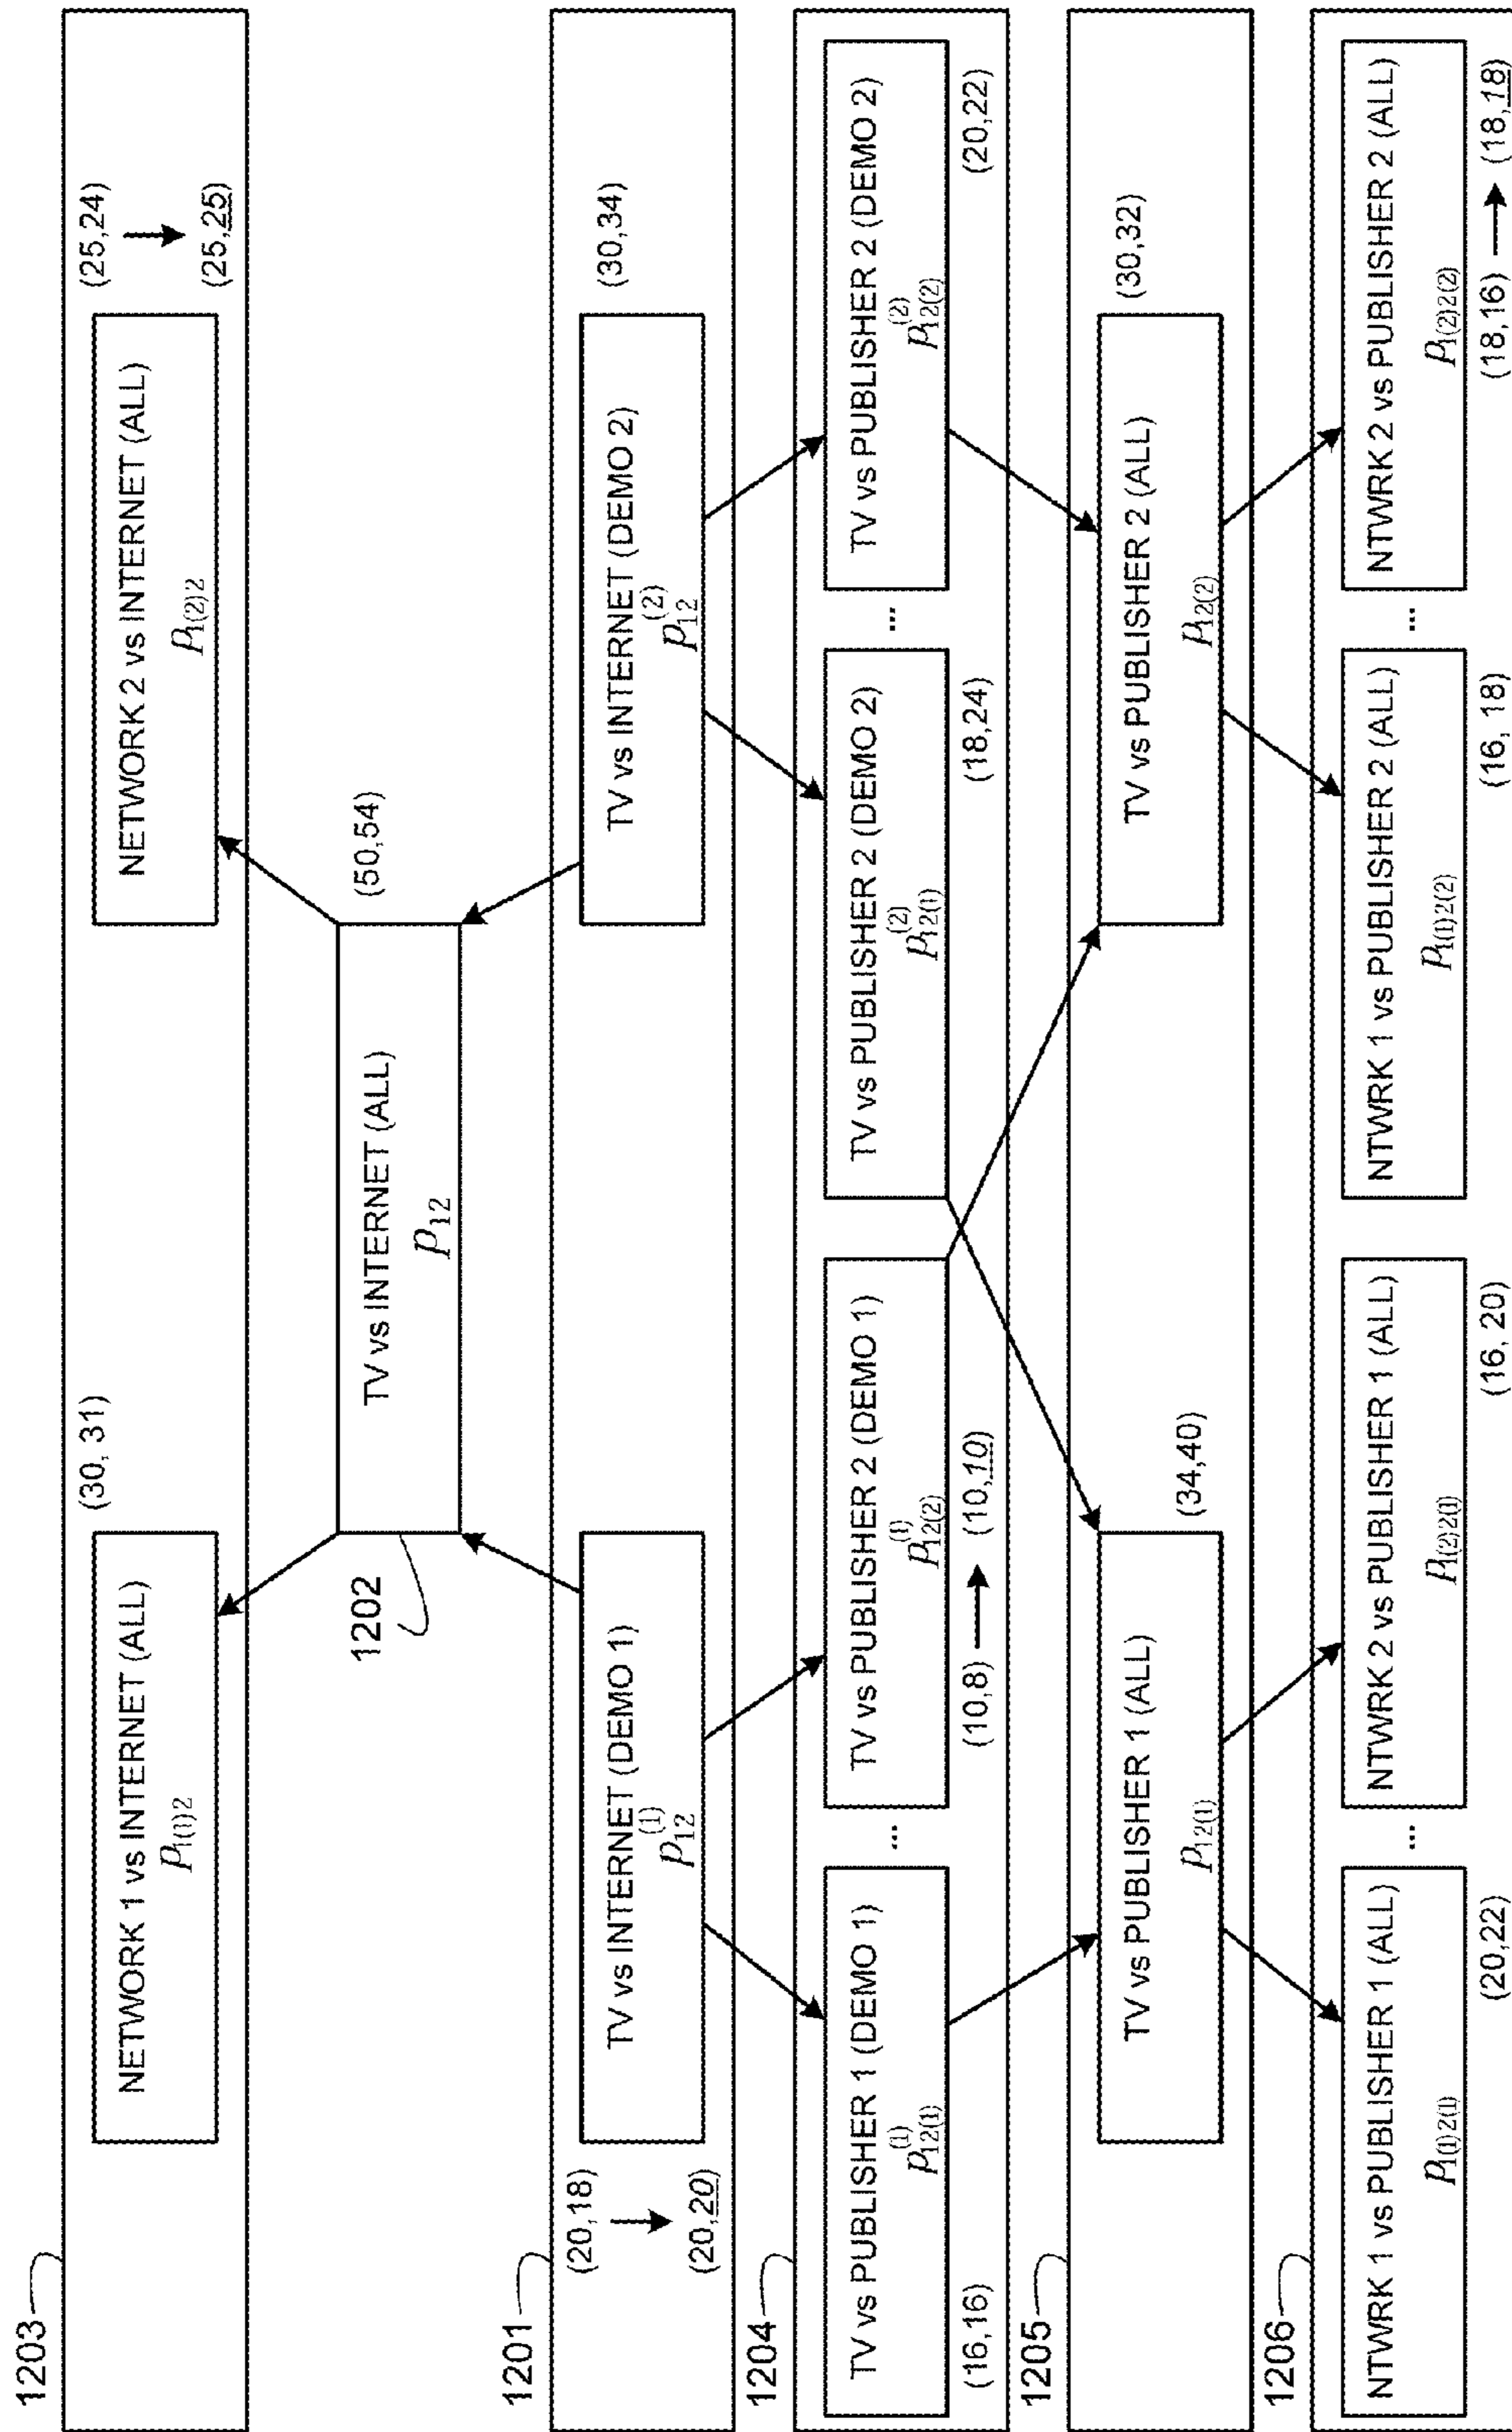 1203
NETWORK 1 vs INTERNET (ALL)
p1(1)2
(30, 31)
NETWORK 2 vs INTERNET (ALL)
p1(2)2
(25,24)
(25,25)
1202
TV vs INTERNET (ALL)
p12
(50,54)
1201
(20,18)
(20,20)
TV vs INTERNET (DEMO 1)
p12(1)
TV vs INTERNET (DEMO 2)
p12(2)
(30,34)
1204
TV vs PUBLISHER 1 (DEMO 1)
p12(1)(1)
(16,16)
...
TV vs PUBLISHER 2 (DEMO 1)
p12(2)(1)
(10,8) → (10,10)
TV vs PUBLISHER 2 (DEMO 2)
p12(1)(2)
(18,24)
...
TV vs PUBLISHER 2 (DEMO 2)
p12(2)(2)
(20,22)
1205
TV vs PUBLISHER 1 (ALL)
p12(1)
(34,40)
TV vs PUBLISHER 2 (ALL)
p12(2)
(30,32)
1206
NTWRK 1 vs PUBLISHER 1 (ALL)
p1(1)2(1)
(20,22)
...
NTWRK 2 vs PUBLISHER 1 (ALL)
p1(2)2(1)
(16, 20)
NTWRK 1 vs PUBLISHER 2 (ALL)
p1(1)2(2)
(16, 18)
...
NTWRK 2 vs PUBLISHER 2 (ALL)
p1(2)2(2)
(18,16) → (18,18)